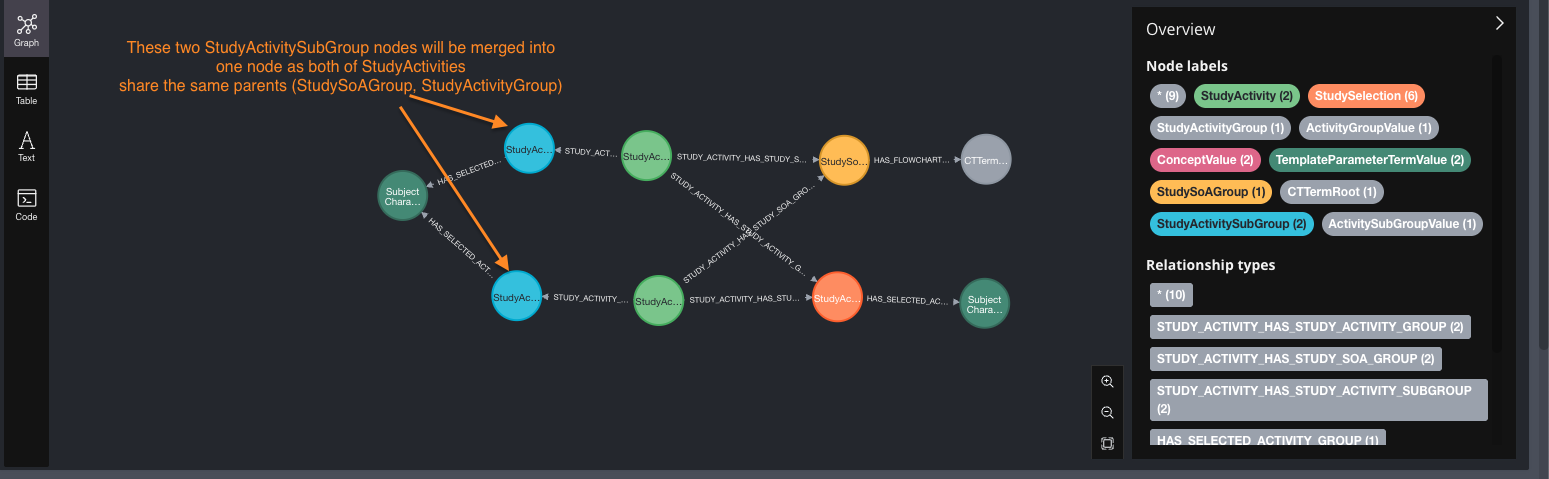 Graph
Table
Text
Code
These two StudyActivitySubGroup nodes will be merged into
one node as both of StudyActivities
share the same parents (StudySoAGroup, StudyActivityGroup)
StudyAc...
STUDY_ACT...
StudyAc...
STUDY_ACTIVITY_HAS_STUDY_S...
StudySo...
HAS_FLOWCHART...
CTTerm...
HAS_SELECTED...
Subject
Chara...
HAS_SELECTED_ACT...
STUDY_ACTIVITY_HAS_STUDY_ACTIVITY_G...
STUDY_ACTIVITY_HAS_STUDY_SOA_GRO...
StudyAc...
STUDY_ACTIVITY_...
StudyAc...
STUDY_ACTIVITY_HAS_STU...
StudyAc...
HAS_SELECTED_AC...
Subject
Chara...
Overview
Node labels
* (9) StudyActivity (2) StudySelection (6)
StudyActivityGroup (1) ActivityGroupValue (1)
ConceptValue (2) TemplateParameterTermValue (2)
StudySoAGroup (1) CTTermRoot (1)
StudyActivitySubGroup (2) ActivitySubGroupValue (1)
Relationship types
* (10)
STUDY_ACTIVITY_HAS_STUDY_ACTIVITY_GROUP (2)
STUDY_ACTIVITY_HAS_STUDY_SOA_GROUP (2)
STUDY_ACTIVITY_HAS_STUDY_ACTIVITY_SUBGROUP
(2)
HAS_SELECTED_ACTIVITY_GROUP (1)